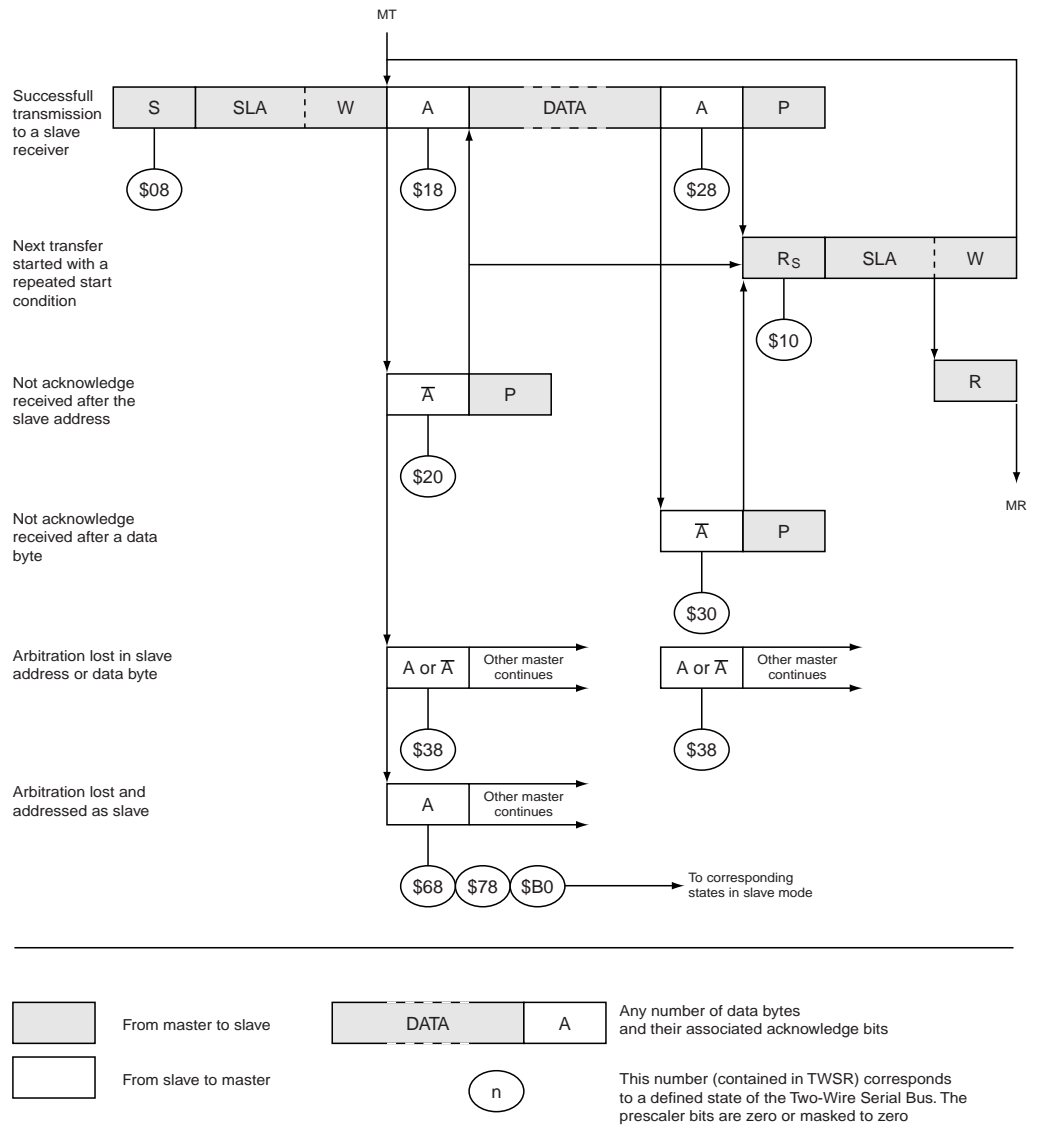 MT
Successfull
transmission
to a slave
receiver
S SLA W A DATA A P
$08 $18 $28
Next transfer
started with a
repeated start
condition
RS SLA W
$10
Not acknowledge
received after the
slave address
A̅ P
R
$20
MR
Not acknowledge
received after a data
byte
A̅ P
$30
Arbitration lost in slave
address or data byte
A or A̅
Other master
continues
A or A̅
Other master
continues
$38 $38
Arbitration lost and
addressed as slave
A
Other master
continues
$68 $78 $B0
To corresponding
states in slave mode
From master to slave
DATA A
Any number of data bytes
and their associated acknowledge bits
From slave to master
n
This number (contained in TWSR) corresponds
to a defined state of the Two-Wire Serial Bus. The
prescaler bits are zero or masked to zero